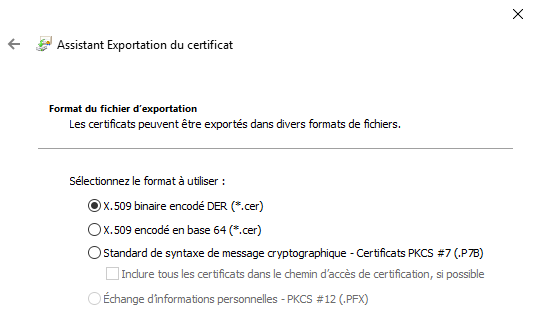 Assistant Exportation du certificat
Format du fichier d'exportation
Les certificats peuvent être exportés dans divers formats de fichiers.
Sélectionnez le format à utiliser :
X.509 binaire encodé DER (*.cer)
X.509 encodé en base 64 (*.cer)
Standard de syntaxe de message cryptographique - Certificats PKCS #7 (.P7B)
Inclure tous les certificats dans le chemin d'accès de certification, si possible
Échange d'informations personnelles - PKCS #12 (.PFX)